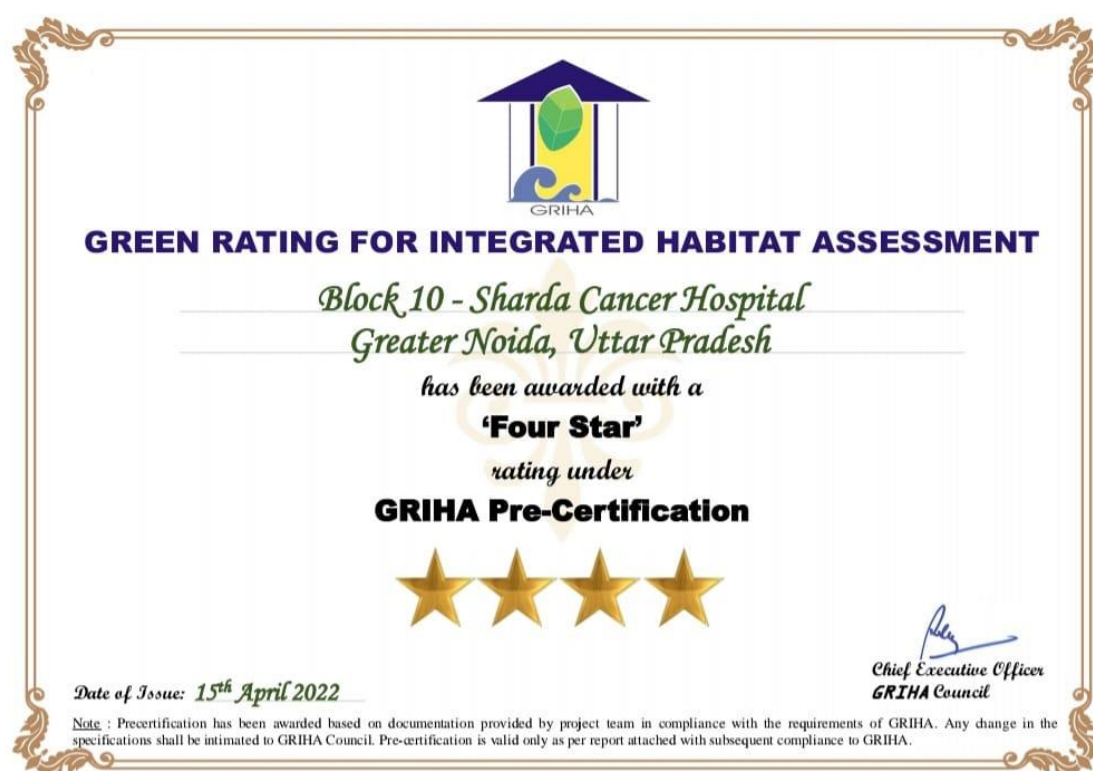 GRIHA
GREEN RATING FOR INTEGRATED HABITAT ASSESSMENT
Block 10 - Sharda Cancer Hospital
Greater Noida, Uttar Pradesh
has been awarded with a
‘Four Star’
rating under
GRIHA Pre-Certification
Chief Executive Officer
GRIHA Council
Date of Issue: 15th April 2022
Note : Precertification has been awarded based on documentation provided by project team in compliance with the requirements of GRIHA. Any change in the
specifications shall be intimated to GRIHA Council. Pre-certification is valid only as per report attached with subsequent compliance to GRIHA.